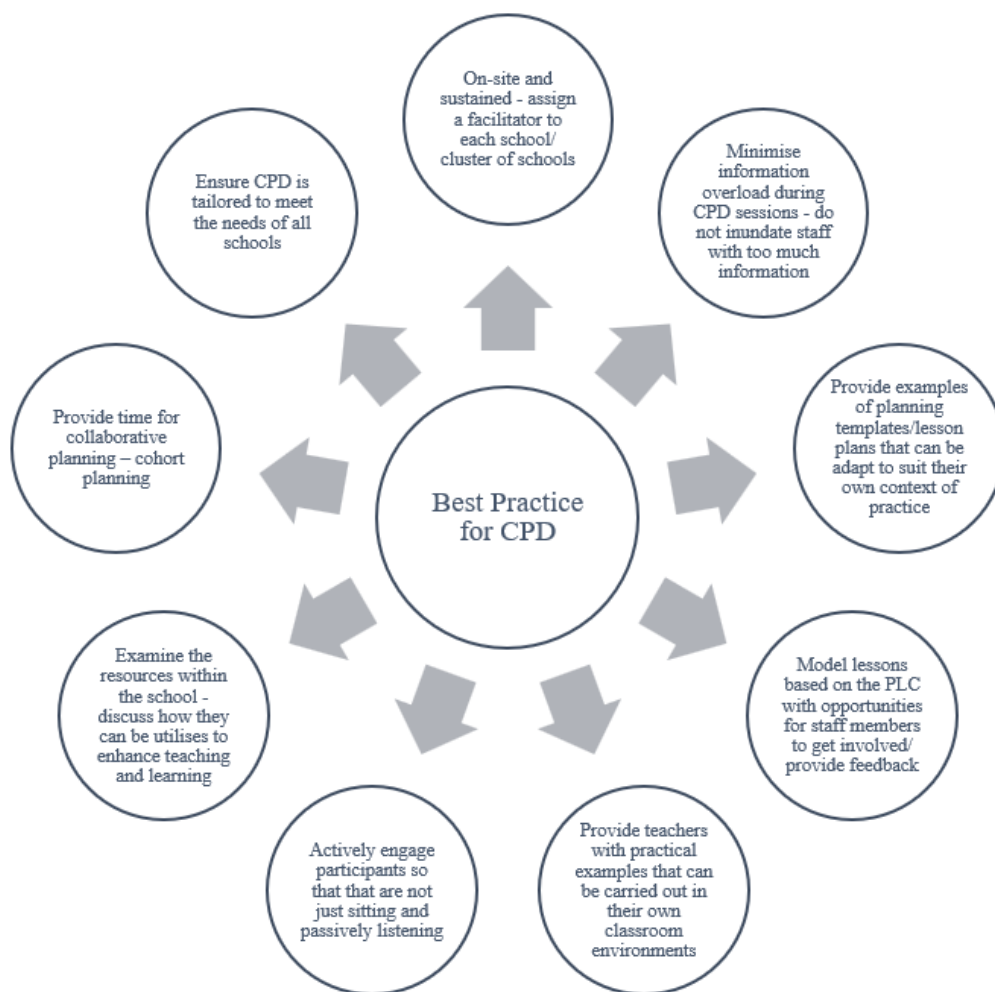 On-site and
sustained - assign
a facilitator to
each school/
cluster of schools
Minimise
information
overload during
CPD sessions - do
not inundate staff
with too much
information
Provide examples
of planning
templates/lesson
plans that can be
adapt to suit their
own context of
practice
Model lessons
based on the PLC
with opportunities
for staff members
to get involved/
provide feedback
Provide teachers
with practical
examples that can
be carried out in
their own
classroom
environments
Actively engage
participants so
that that are not
just sitting and
passively listening
Examine the
resources within
the school -
discuss how they
can be utilises to
enhance teaching
and learning
Provide time for
collaborative
planning – cohort
planning
Ensure CPD is
tailored to meet
the needs of all
schools
Best Practice
for CPD